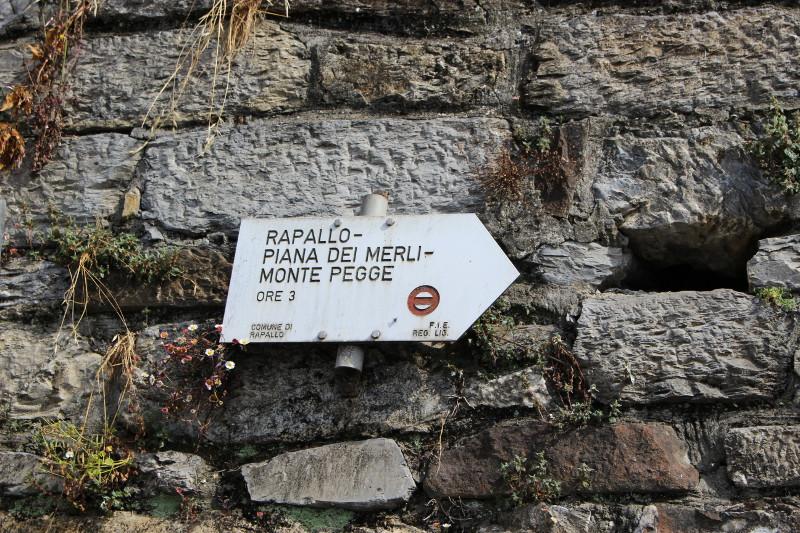 RAPALLO-
PIANA DEI MERLI-
MONTE PEGGE
ORE 3
COMUNE DI
RAPALLO
F.I.E.
REG. LIG.